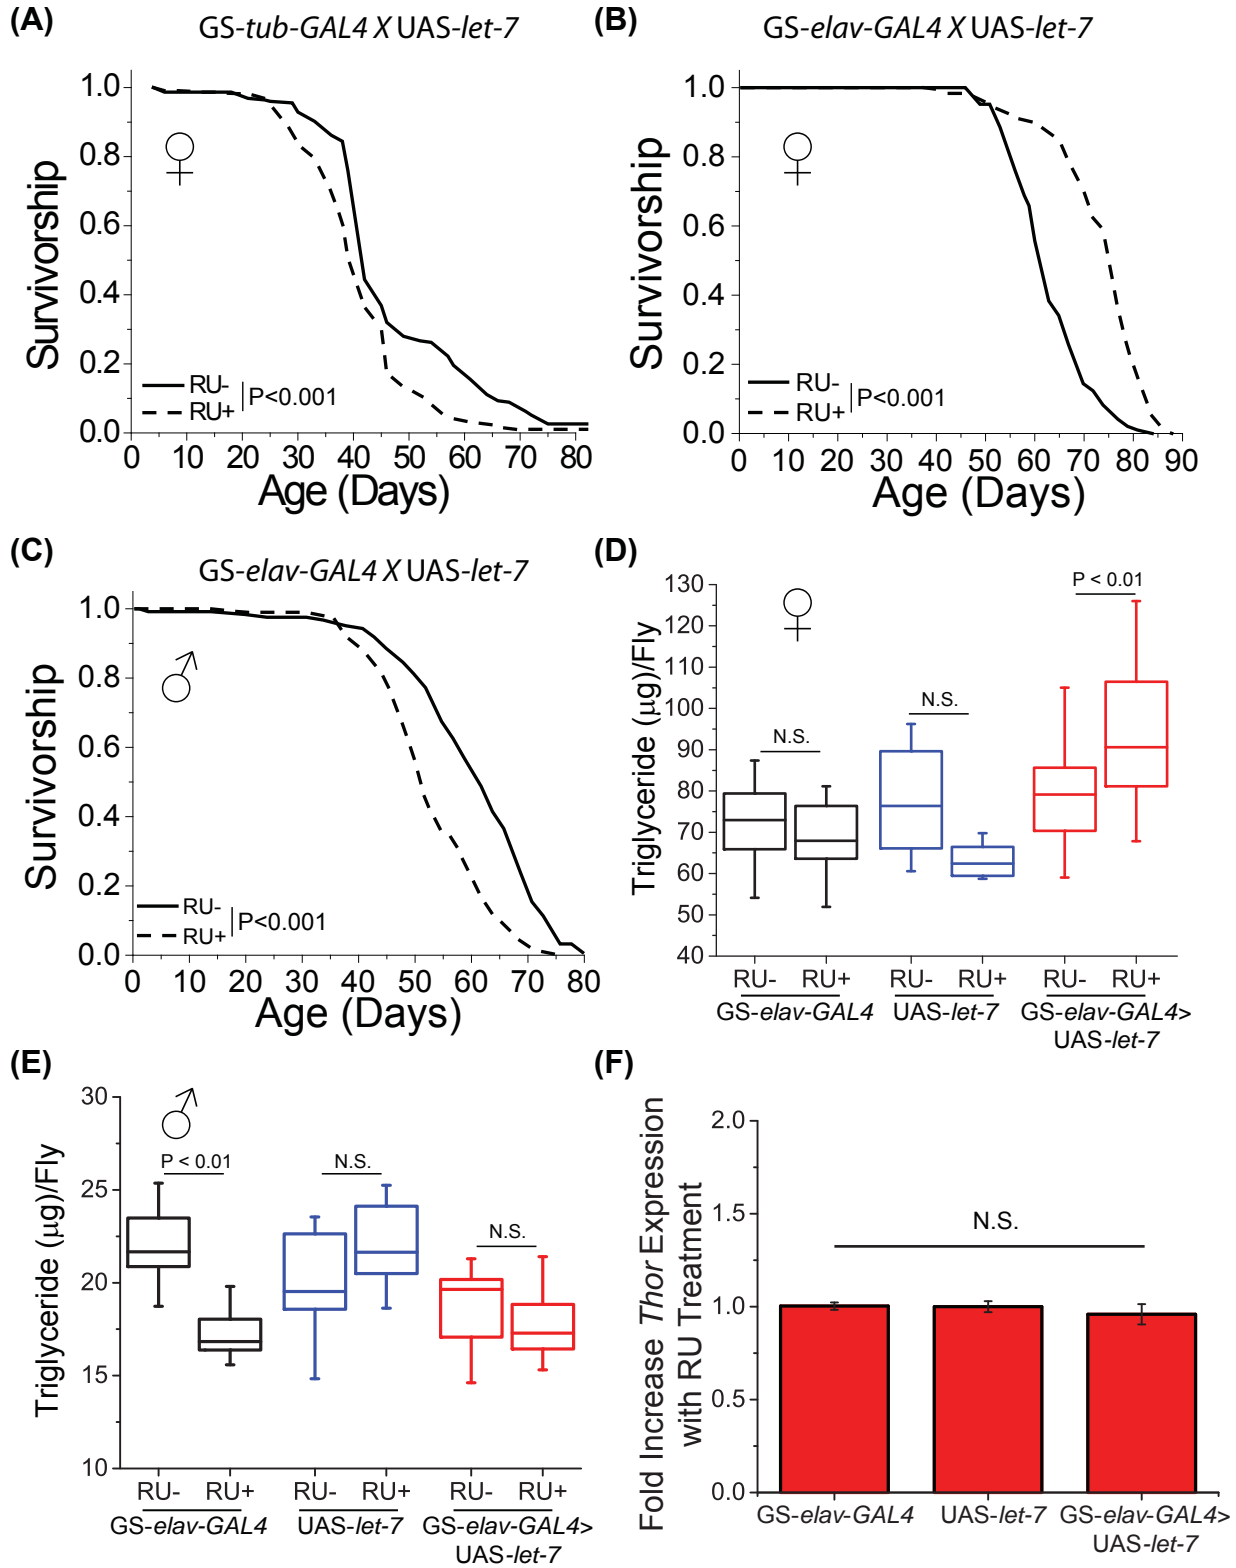 (A)
GS-tub-GAL4 X UAS-let-7
Survivorship
1.0
0.8
0.6
0.4
0.2
0.0
RU-
RU+
P<0.001
0 10 20 30 40 50 60 70 80
Age (Days)
(B)
GS-elav-GAL4 X UAS-let-7
Survivorship
1.0
0.8
0.6
0.4
0.2
0.0
RU-
RU+
P<0.001
0 10 20 30 40 50 60 70 80 90
Age (Days)
(C)
GS-elav-GAL4 X UAS-let-7
Survivorship
1.0
0.8
0.6
0.4
0.2
0.0
RU-
RU+
P<0.001
0 10 20 30 40 50 60 70 80
Age (Days)
(D)
Triglyceride (μg)/Fly
130
120
110
100
90
80
70
60
50
40
N.S.
N.S.
P < 0.01
RU- RU+ RU- RU+ RU- RU+
GS-elav-GAL4 UAS-let-7 GS-elav-GAL4>
UAS-let-7
(E)
Triglyceride (μg)/Fly
30
25
20
15
10
P < 0.01
N.S.
N.S.
RU- RU+ RU- RU+ RU- RU+
GS-elav-GAL4 UAS-let-7 GS-elav-GAL4>
UAS-let-7
(F)
Fold Increase Thor Expression
with RU Treatment
2.0
1.5
1.0
0.5
0.0
N.S.
GS-elav-GAL4 UAS-let-7 GS-elav-GAL4>
UAS-let-7